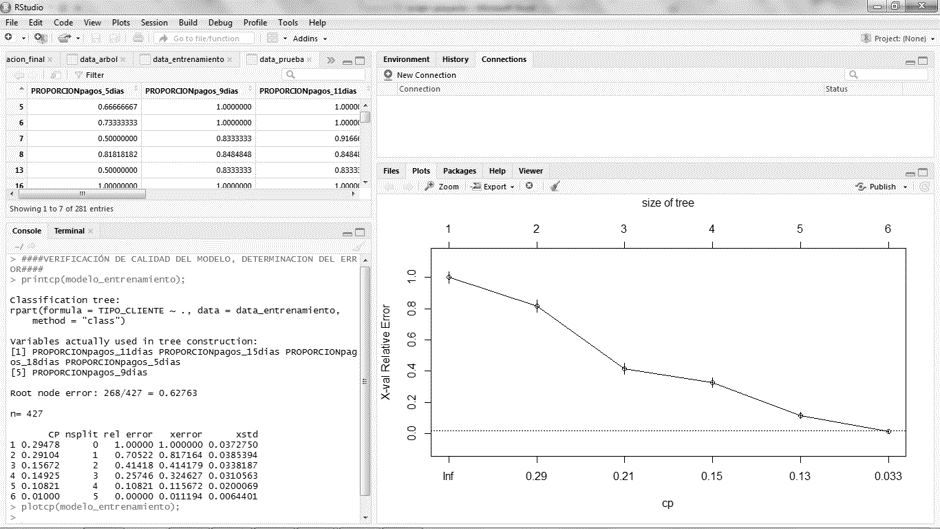 RStudio
File Edit Code View Plots Session Build Debug Profile Tools Help
Go to file/function Addins Project: (None)
acion_final data_arbol data_entrenamiento data_prueba
Filter
PROPORCIONpagos_5dias PROPORCIONpagos_9dias PROPORCIONpagos_11dias
5 0.66666667 1.0000000 1.0000
6 0.73333333 1.0000000 1.0000
7 0.50000000 0.8333333 0.9166
8 0.81818182 0.8484848 0.8484
13 0.50000000 0.8333333 0.8333
16 1.00000000 1.0000000 1.0000
Showing 1 to 7 of 281 entries
Console Terminal
~/
> ####VERIFICACIÓN DE CALIDAD DEL MODELO, DETERMINACION DEL ERR
OR####
> printcp(modelo_entrenamiento);
Classification tree:
rpart(formula = TIPO_CLIENTE ~ ., data = data_entrenamiento,
method = "class")
Variables actually used in tree construction:
[1] PROPORCIONpagos_11dias PROPORCIONpagos_15dias PROPORCIONpag
os_18dias PROPORCIONpagos_5dias
[5] PROPORCIONpagos_9dias
Root node error: 268/427 = 0.62763
n= 427
CP nsplit rel error xerror xstd
1 0.29478 0 1.00000 1.000000 0.0372750
2 0.29104 1 0.70522 0.817164 0.0385394
3 0.15672 2 0.41418 0.414179 0.0338187
4 0.14925 3 0.25746 0.324627 0.0310563
5 0.10821 4 0.10821 0.115672 0.0200069
6 0.01000 5 0.00000 0.011194 0.0064401
> plotcp(modelo_entrenamiento);
>
Environment History Connections
New Connection
Connection Status
Files Plots Packages Help Viewer
Zoom Export Publish
size of tree
1 2 3 4 5 6
X-val Relative Error
1.0
0.8
0.6
0.4
0.2
0.0
Inf 0.29 0.21 0.15 0.13 0.033
cp